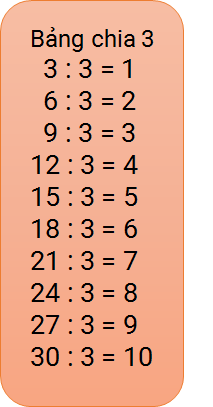 Bảng chia 3
3 : 3 = 1
6 : 3 = 2
9 : 3 = 3
12 : 3 = 4
15 : 3 = 5
18 : 3 = 6
21 : 3 = 7
24 : 3 = 8
27 : 3 = 9
30 : 3 = 10